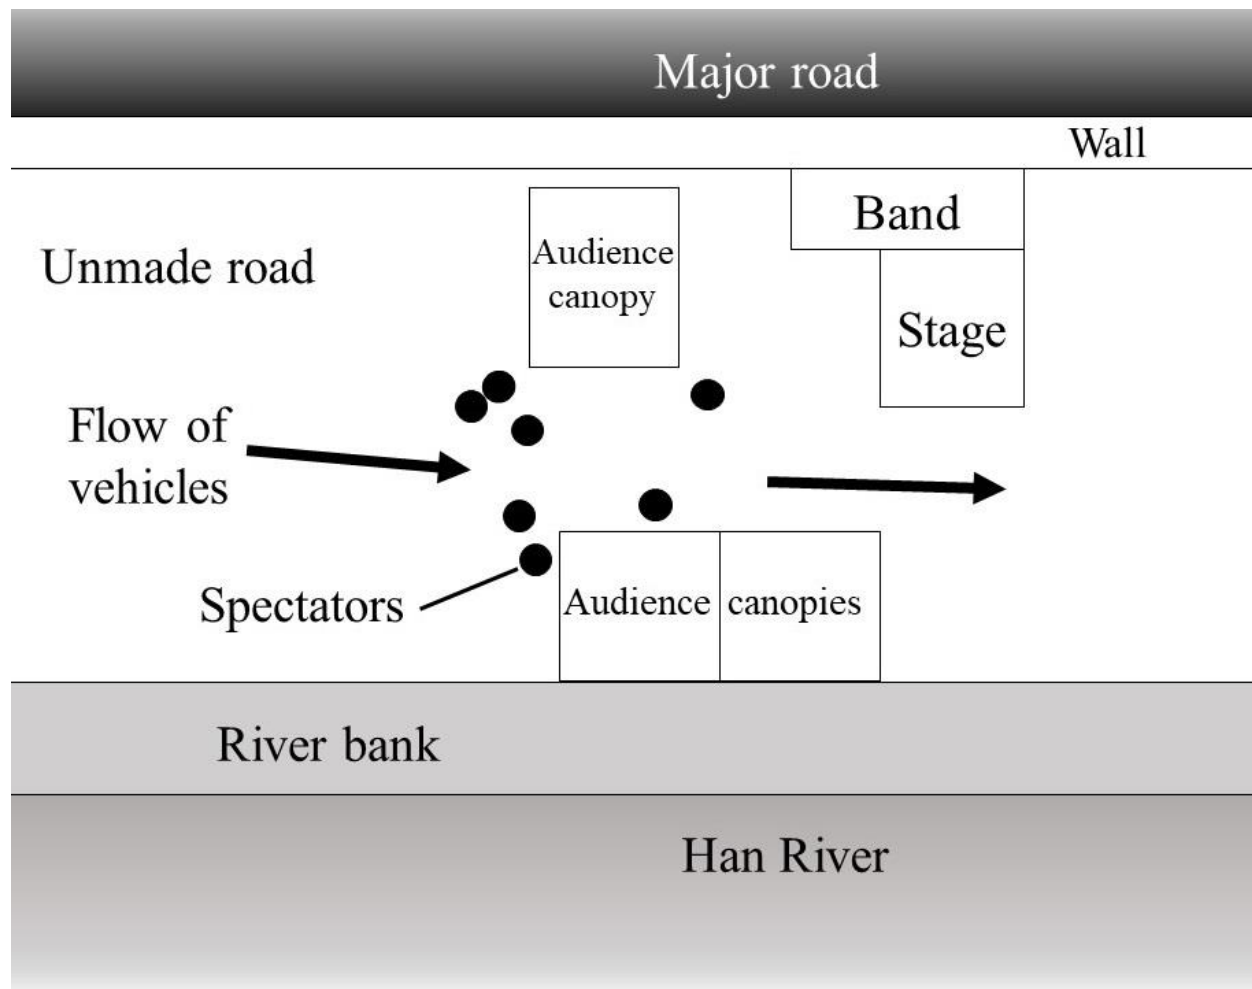 Major road
Wall
Band
Audience
canopy
Unmade road
Stage
Flow of
vehicles
Spectators
Audience canopies
River bank
Han River